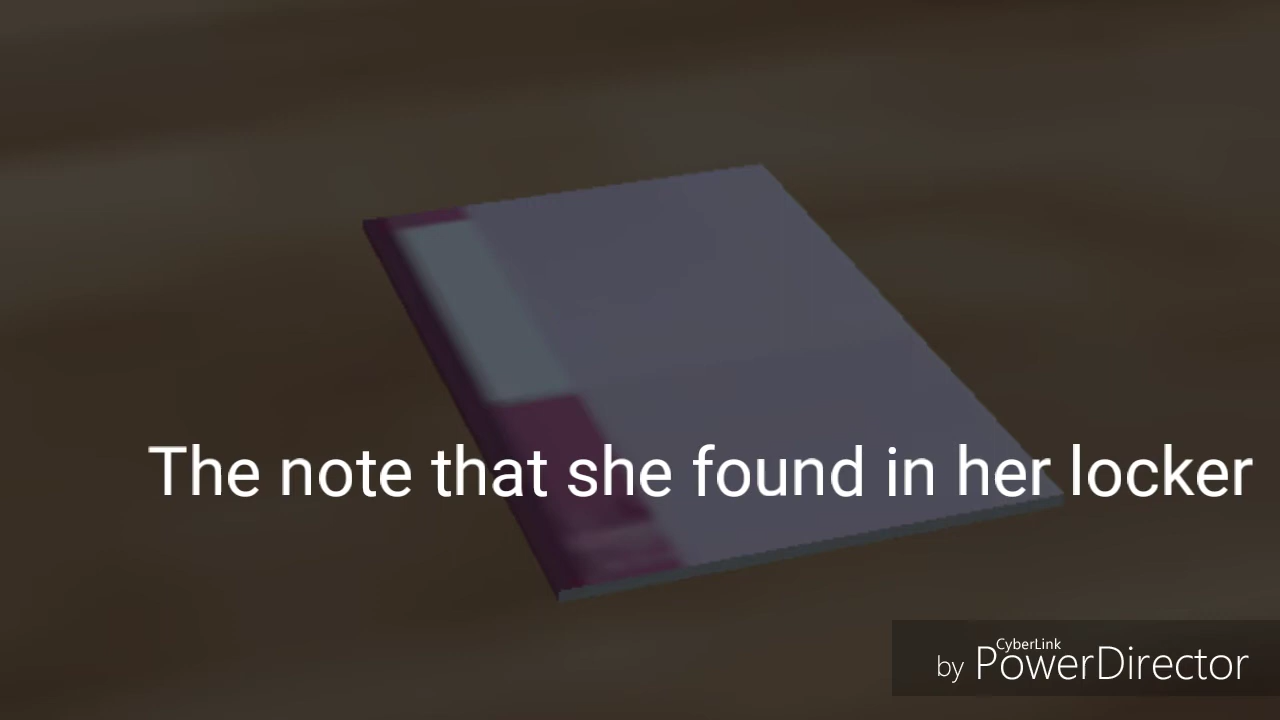 The note that she found in her locker
by CyberLink PowerDirector